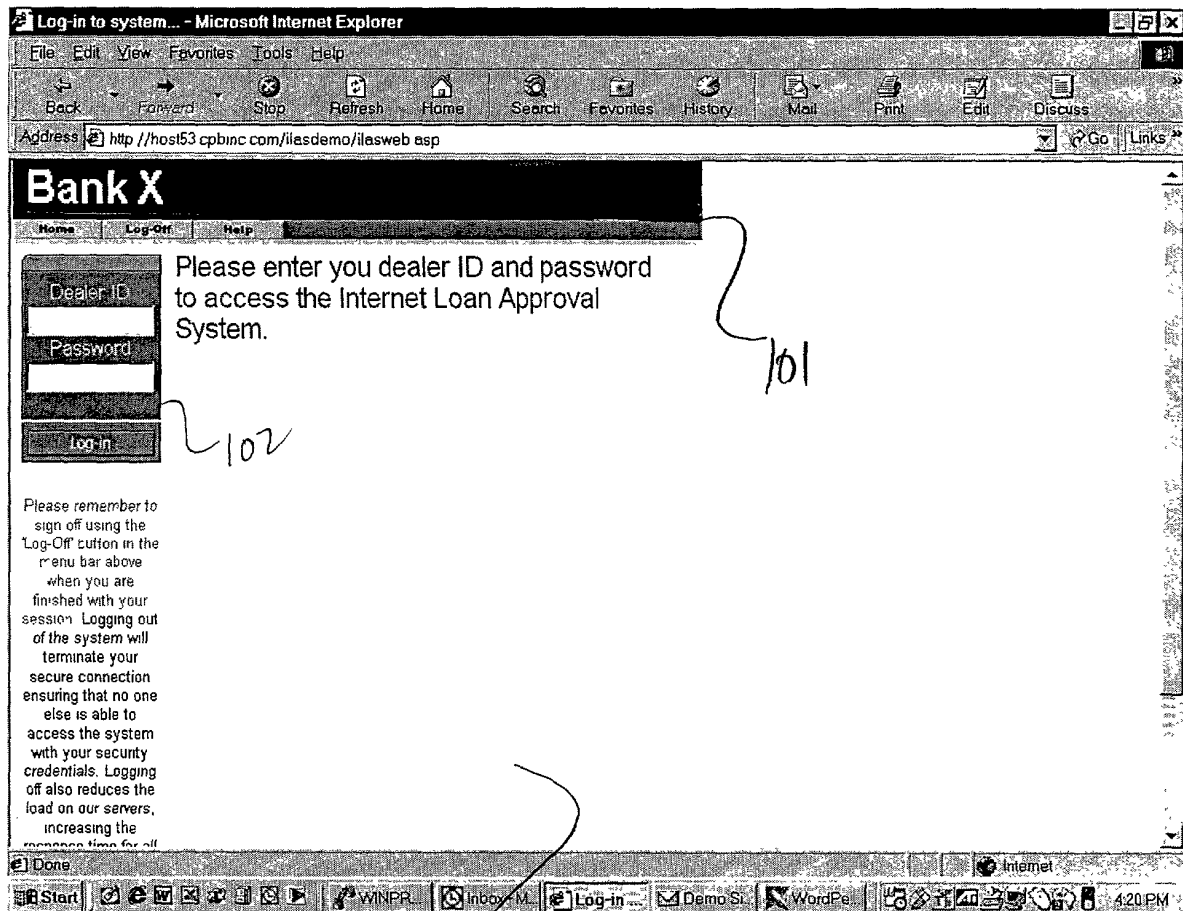 Log-in to system... - Microsoft Internet Explorer
File Edit View Favorites Tools Help
Back Forward Stop Refresh Home Search Favorites History Mail Print Edit Discuss
Address http //host53 cpbinc com/ilasdemo/ilasweb asp Go Links
Bank X
Home Log-Off Help
Dealer ID
Password
Log-in
Please enter you dealer ID and password
to access the Internet Loan Approval
System.
101
102
Please remember to
sign off using the
'Log-Off' button in the
menu bar above
when you are
finished with your
session Logging out
of the system will
terminate your
secure connection
ensuring that no one
else is able to
access the system
with your security
credentials. Logging
off also reduces the
load on our servers,
increasing the
response time for all
Done Internet
Start WINPR... Inbox - M... Log-in ... Demo Si... WordPe... 4:20 PM